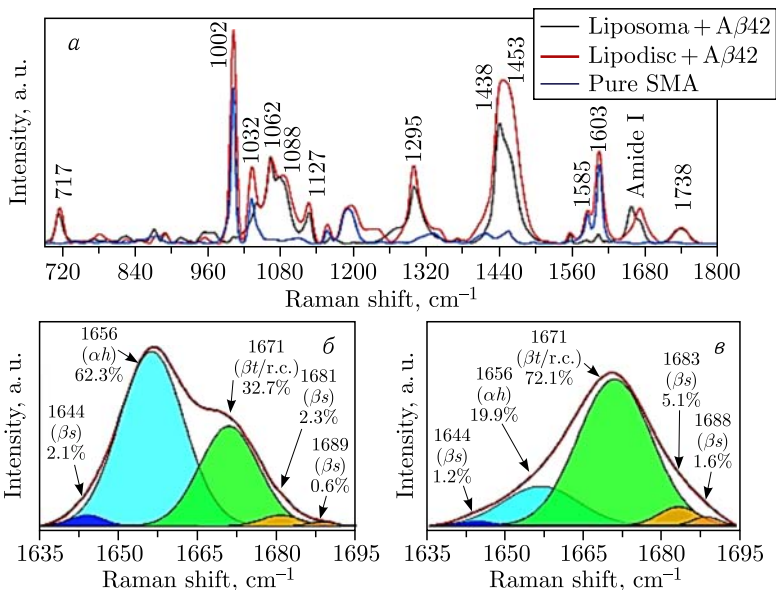 a
Liposoma + Aβ42
Lipodisc + Aβ42
Pure SMA
Intensity, a. u.
717
1002
1032
1062
1088
1127
1295
1438
1453
1585
1603
Amide I
1738
720 840 960 1080 1200 1320 1440 1560 1680 1800
Raman shift, cm⁻¹
б
Intensity, a. u.
1644
(βs)
2.1%
1656
(αh)
62.3%
1671
(βt/r.c.)
32.7%
1681
(βs)
2.3%
1689
(βs)
0.6%
1635 1650 1665 1680 1695
Raman shift, cm⁻¹
в
Intensity, a. u.
1644
(βs)
1.2%
1656
(αh)
19.9%
1671
(βt/r.c.)
72.1%
1683
(βs)
5.1%
1688
(βs)
1.6%
1635 1650 1665 1680 1695
Raman shift, cm⁻¹